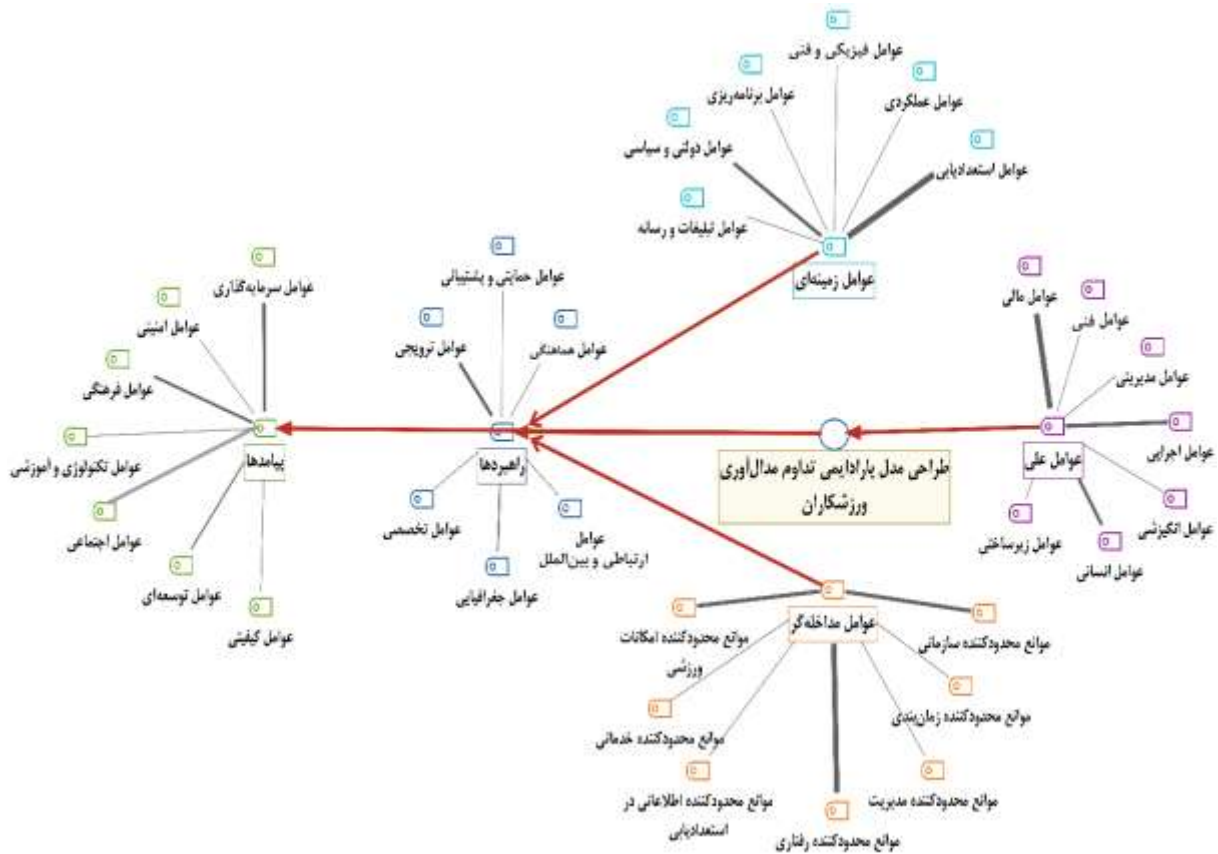 عوامل فیزیکی و فنی
عوامل برنامه‌ریزی
عوامل عملکردی
عوامل دولتی و سیاسی
عوامل استعدادیابی
عوامل تبلیغات و رسانه
عوامل زمینه‌ای
عوامل مالی
عوامل فنی
عوامل مدیریتی
عوامل اجرایی
عوامل علی
عوامل انگیزشی
عوامل زیرساختی
عوامل انسانی
طراحی مدل پارادایمی تداوم مدال‌آوری
ورزشکاران
عوامل حمایتی و پشتیبانی
عوامل ترویجی
عوامل هماهنگی
راهبردها
عوامل تخصصی
عوامل
ارتباطی و بین‌الملل
عوامل جغرافیایی
عوامل سرمایه‌گذاری
عوامل امنیتی
عوامل فرهنگی
پیامدها
عوامل تکنولوژی و آموزشی
عوامل اجتماعی
عوامل توسعه‌ای
عوامل کیفیتی
عوامل مداخله‌گر
موانع محدودکننده سازمانی
موانع محدودکننده امکانات
ورزشی
موانع محدودکننده زمان‌بندی
موانع محدودکننده خدماتی
موانع محدودکننده مدیریت
موانع محدودکننده اطلاعاتی در
استعدادیابی
موانع محدودکننده رفتاری